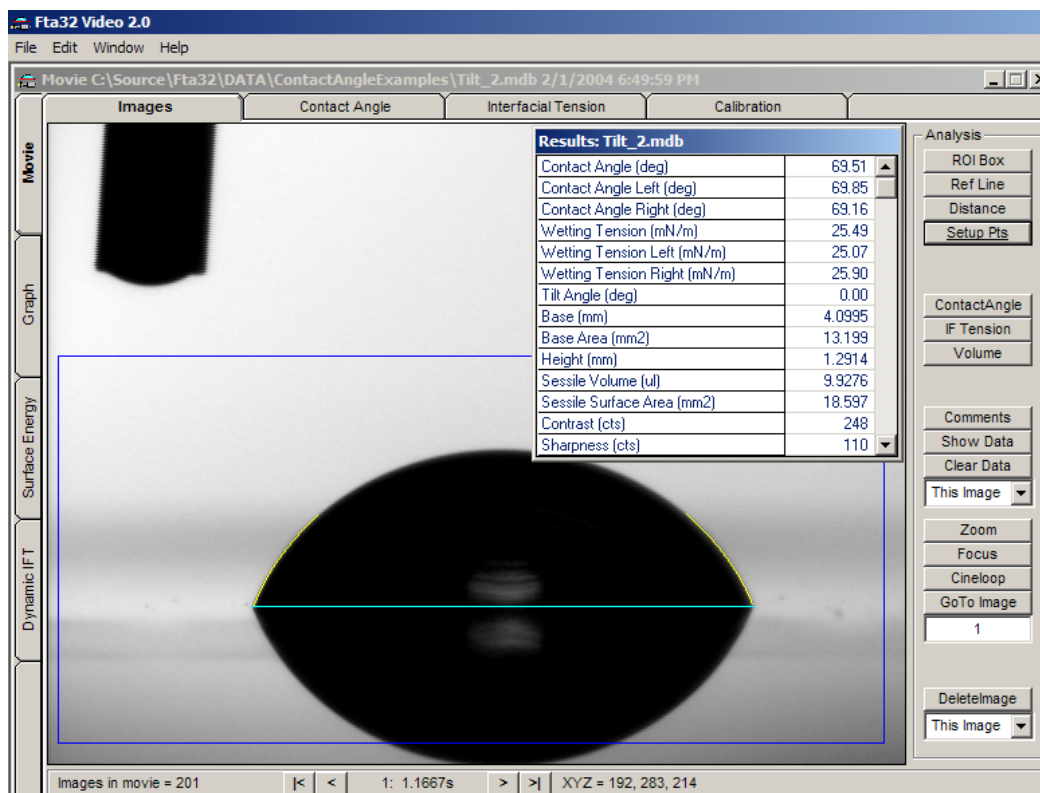 Fta32 Video 2.0
File Edit Window Help
Movie C:\Source\Fta32\DATA\ContactAngleExamples\Tilt_2.mdb 2/1/2004 6:49:59 PM
Images Contact Angle Interfacial Tension Calibration
Movie
Graph
Surface Energy
Dynamic IFT
Results: Tilt_2.mdb
Contact Angle (deg) 69.51
Contact Angle Left (deg) 69.85
Contact Angle Right (deg) 69.16
Wetting Tension (mN/m) 25.49
Wetting Tension Left (mN/m) 25.07
Wetting Tension Right (mN/m) 25.90
Tilt Angle (deg) 0.00
Base (mm) 4.0995
Base Area (mm2) 13.199
Height (mm) 1.2914
Sessile Volume (ul) 9.9276
Sessile Surface Area (mm2) 18.597
Contrast (cts) 248
Sharpness (cts) 110
Analysis
ROI Box
Ref Line
Distance
Setup Pts
ContactAngle
IF Tension
Volume
Comments
Show Data
Clear Data
This Image
Zoom
Focus
Cineloop
GoTo Image
1
DeleteImage
This Image
Images in movie = 201 |< < 1: 1.1667s > >| XYZ = 192, 283, 214